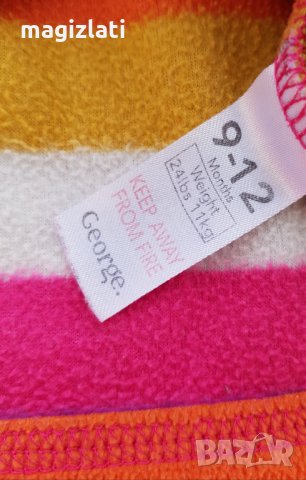 magizlati
9-12
Months
Weight
24lbs 11kg
KEEP AWAY
FROM FIRE
George.
BAZAR